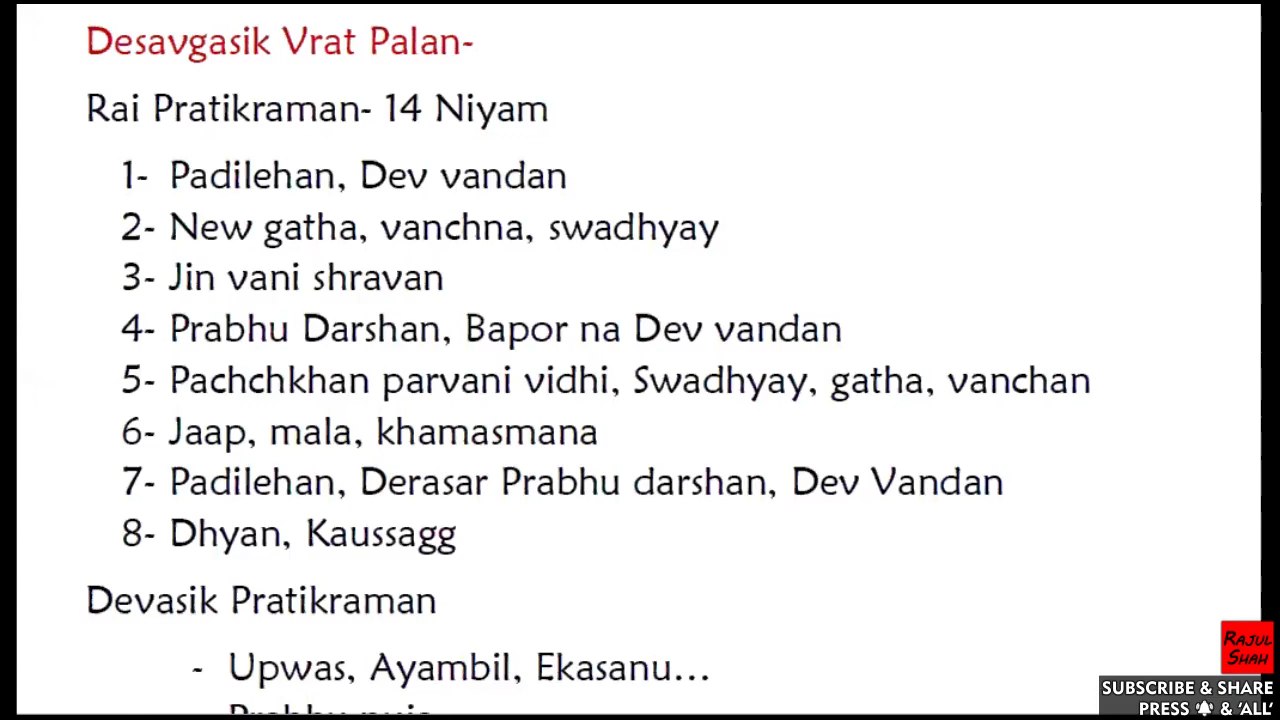 Desavgasik Vrat Palan-
Rai Pratikraman- 14 Niyam
1- Padilehan, Dev vandan
2- New gatha, vanchna, swadhyay
3- Jin vani shravan
4- Prabhu Darshan, Bapor na Dev vandan
5- Pachchkhan parvani vidhi, Swadhyay, gatha, vanchan
6- Jaap, mala, khamasmana
7- Padilehan, Derasar Prabhu darshan, Dev Vandan
8- Dhyan, Kaussagg
Devasik Pratikraman
- Upwas, Ayambil, Ekasanu...
RAJUL
SHAH
SUBSCRIBE & SHARE
PRESS 🔔 & 'ALL'